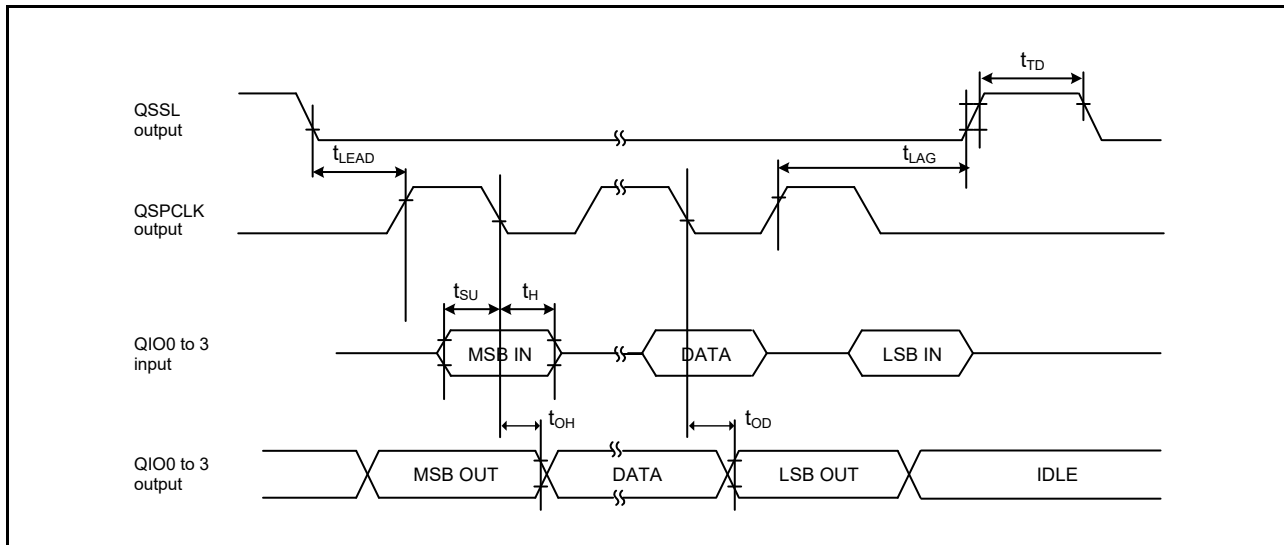 tTD
QSSL
output
tLEAD
tLAG
QSPCLK
output
tSU
tH
QIO0 to 3
input
MSB IN
DATA
LSB IN
tOH
tOD
QIO0 to 3
output
MSB OUT
DATA
LSB OUT
IDLE